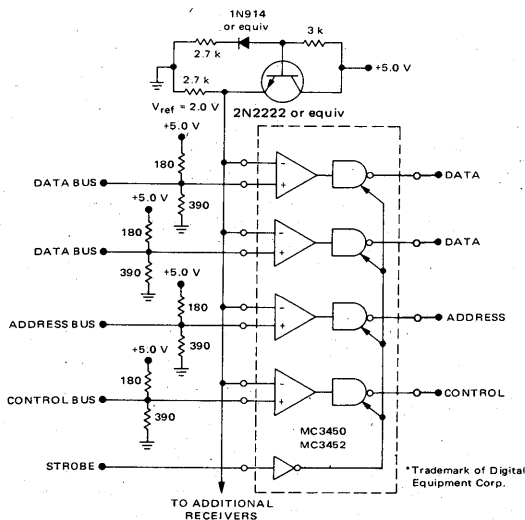 1N914
or equiv
3 k
2.7 k
+5.0 V
2.7 k
Vref = 2.0 V
2N2222 or equiv
+5.0 V
180
DATA BUS
DATA
+5.0 V
390
180
DATA BUS
DATA
390
+5.0 V
180
ADDRESS BUS
ADDRESS
+5.0 V
390
180
CONTROL BUS
CONTROL
390
MC3450
MC3452
STROBE
*Trademark of Digital
Equipment Corp.
TO ADDITIONAL
RECEIVERS
- + - + - + - +